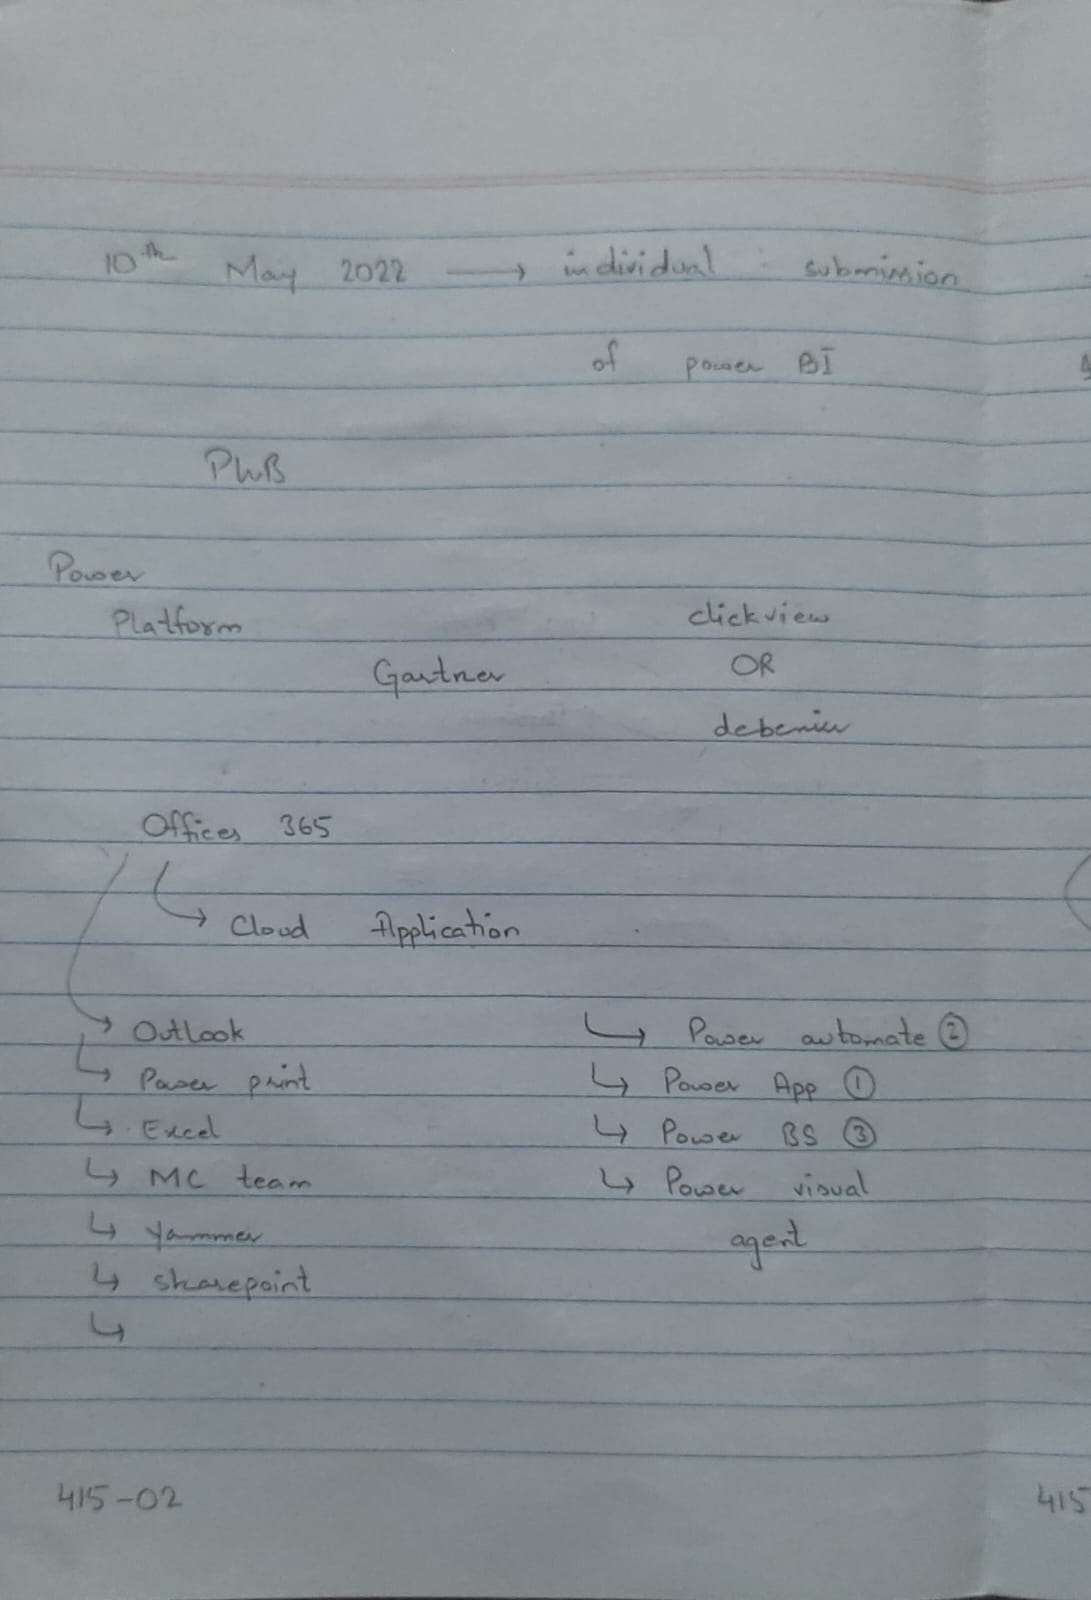 10th May 2022 → individual submission
of power BI
PWB
Power
Platform
clickview
Gartner
OR
Offices 365
↳ Cloud Application
→ Outlook
↳ Power print
↳ Excel
↳ MC team
↳ yammer
↳ sharepoint
↳
↳ Power automate ②
↳ Power App ①
↳ Power BS ③
↳ Power visual
agent
415-02
415